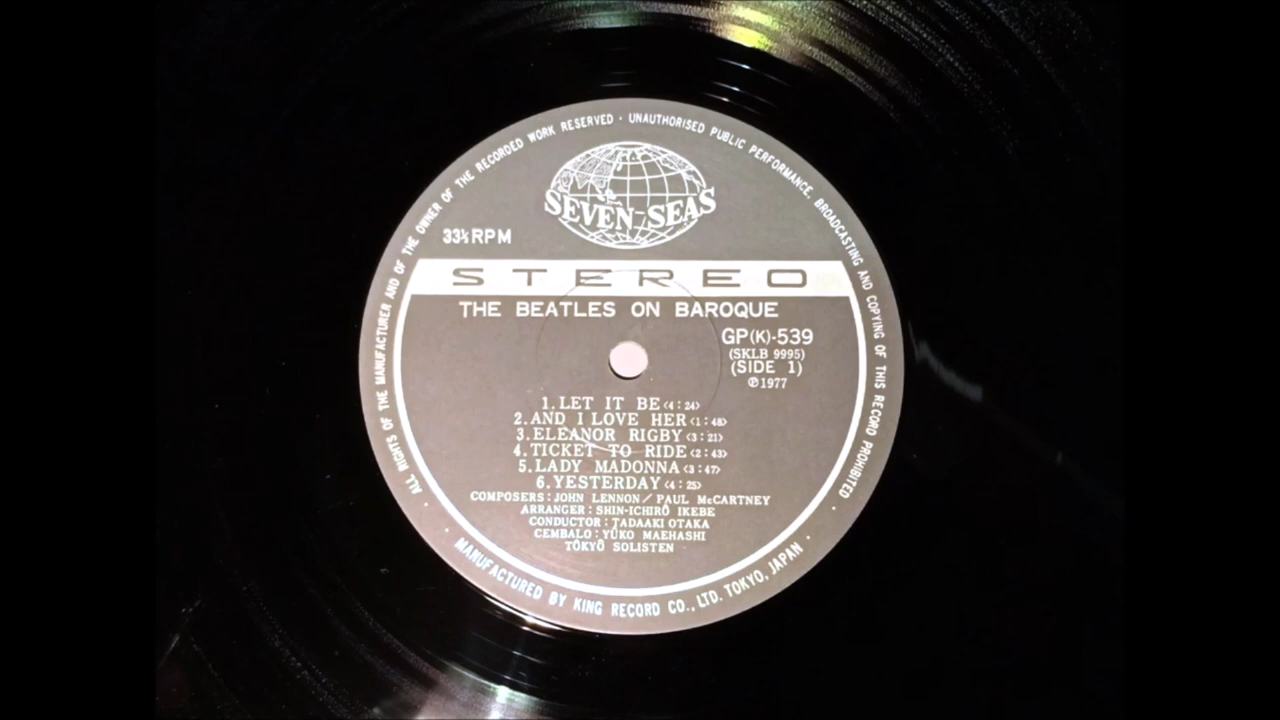 ALL RIGHTS OF THE MANUFACTURER AND OF THE OWNER OF THE RECORDED WORK RESERVED · UNAUTHORISED PUBLIC PERFORMANCE, BROADCASTING AND COPYING OF THIS RECORD PROHIBITED
SEVEN-SEAS
33⅓RPM
STEREO
THE BEATLES ON BAROQUE
GP(K)-539
(SKLB 9995)
(SIDE 1)
℗1977
1.LET IT BE<4:24>
2.AND I LOVE HER<1:48>
3.ELEANOR RIGBY<3:21>
4.TICKET TO RIDE<2:43>
5.LADY MADONNA<3:47>
6.YESTERDAY<4:25>
COMPOSERS:JOHN LENNON/PAUL McCARTNEY
ARRANGER:SHIN-ICHIRŌ IKEBE
CONDUCTOR:TADAAKI OTAKA
CEMBALO:YŪKO MAEHASHI
TŌKYŌ SOLISTEN
MANUFACTURED BY KING RECORD CO., LTD. TOKYO, JAPAN